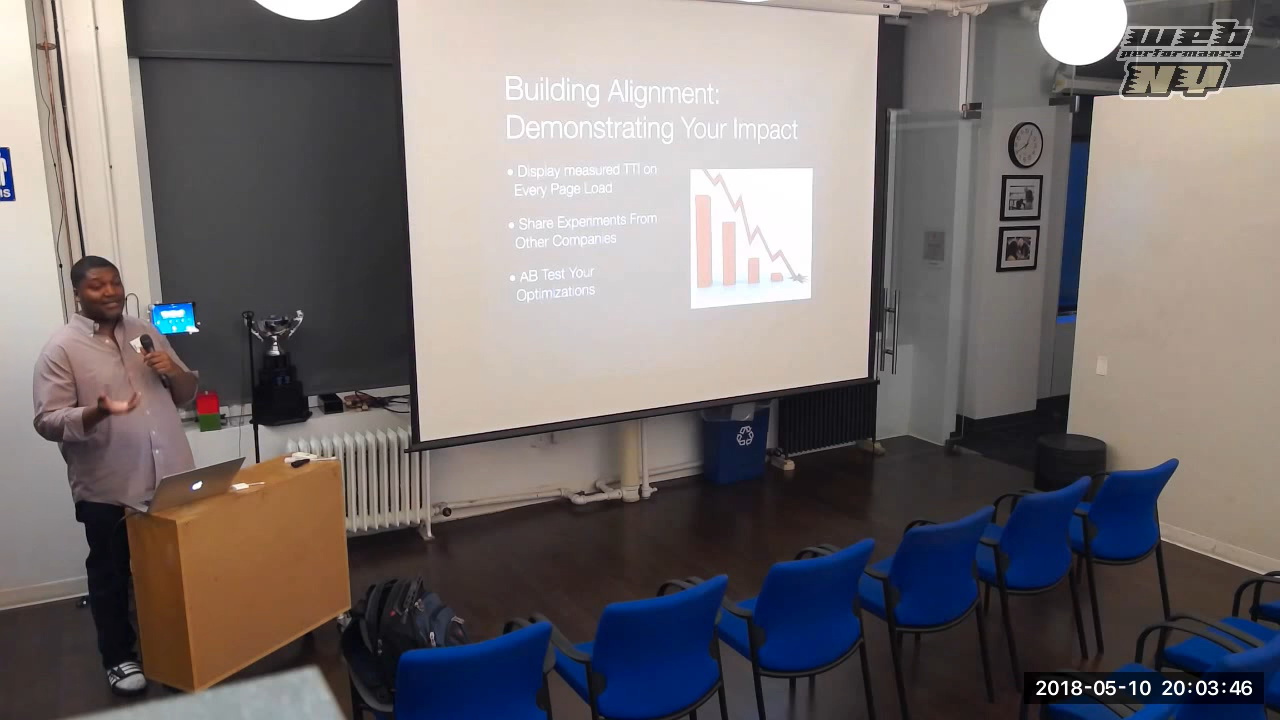 web
performance
NY
Building Alignment:
Demonstrating Your Impact
• Display measured TTI on
Every Page Load
• Share Experiments From
Other Companies
• AB Test Your
Optimizations
2018-05-10 20:03:46